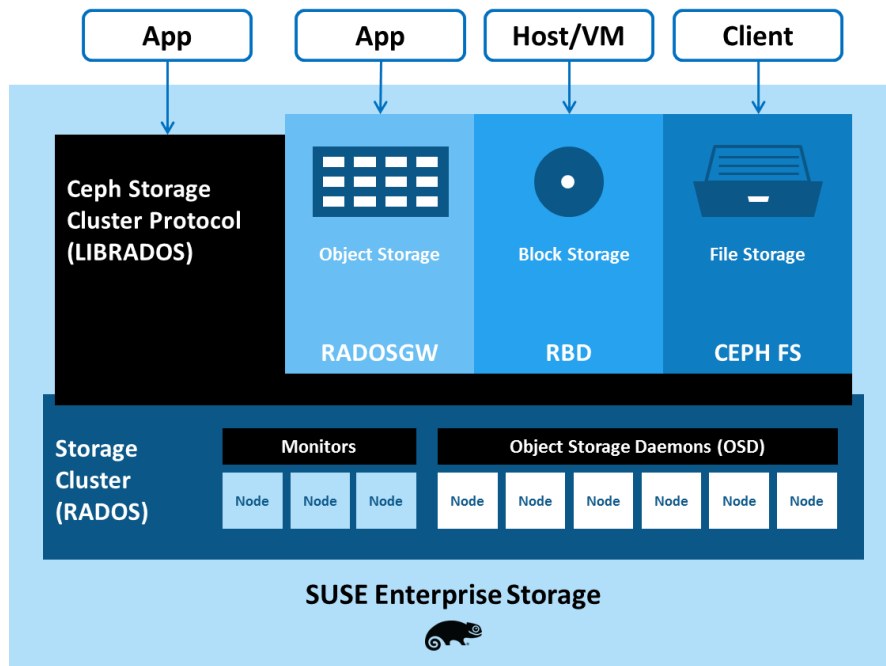 App
App
Host/VM
Client
Ceph Storage
Cluster Protocol
(LIBRADOS)
Object Storage
Block Storage
File Storage
RADOSGW
RBD
CEPH FS
Storage
Cluster
(RADOS)
Monitors
Object Storage Daemons (OSD)
Node
Node
Node
Node
Node
Node
Node
Node
Node
SUSE Enterprise Storage